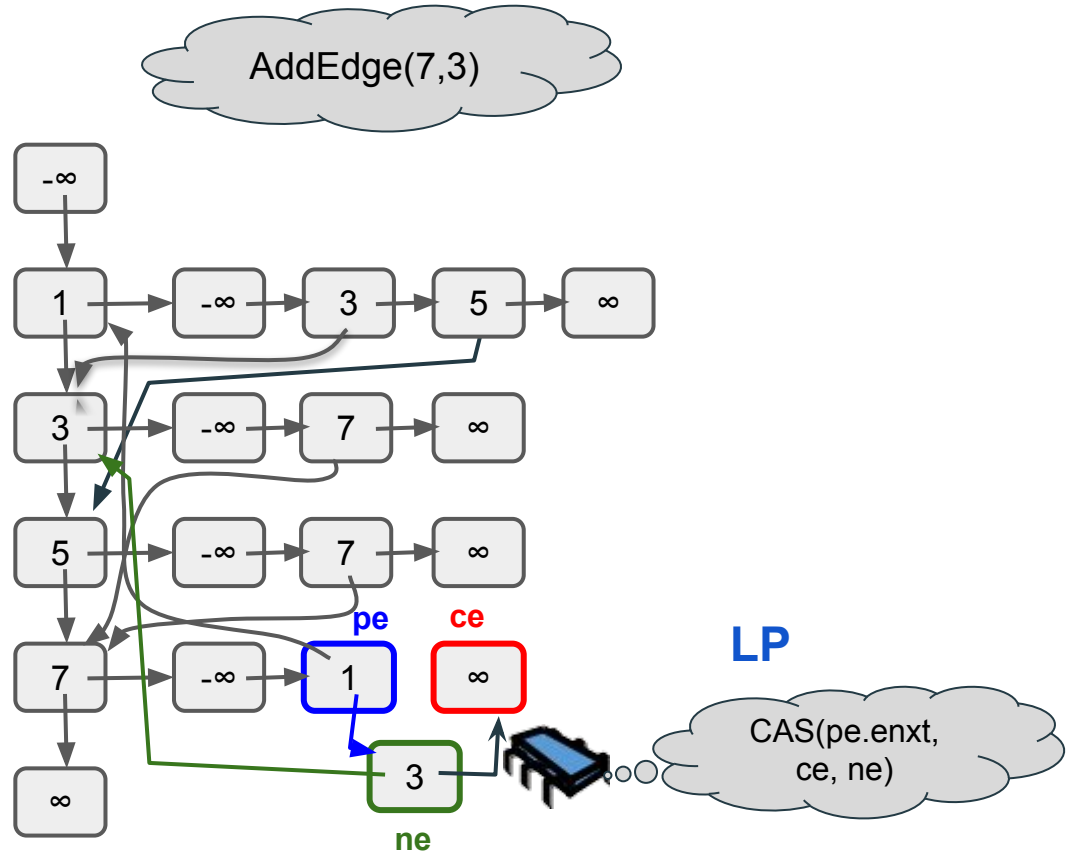 AddEdge(7,3)
-∞
1 -∞ 3 5 ∞
3 -∞ 7 ∞
5 -∞ 7 ∞
pe ce
7 -∞ 1 ∞
LP
CAS(pe.enxt,
ce, ne)
3
∞
ne